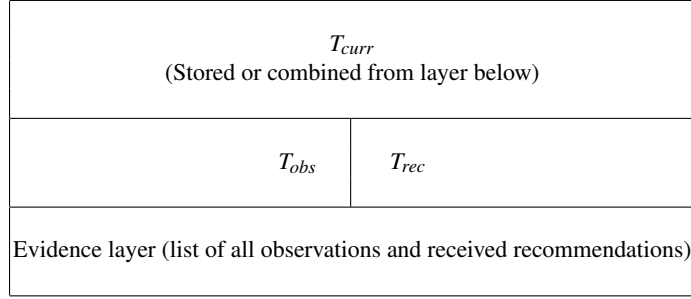 T_curr
(Stored or combined from layer below)
T_obs T_rec
Evidence layer (list of all observations and received recommendations)